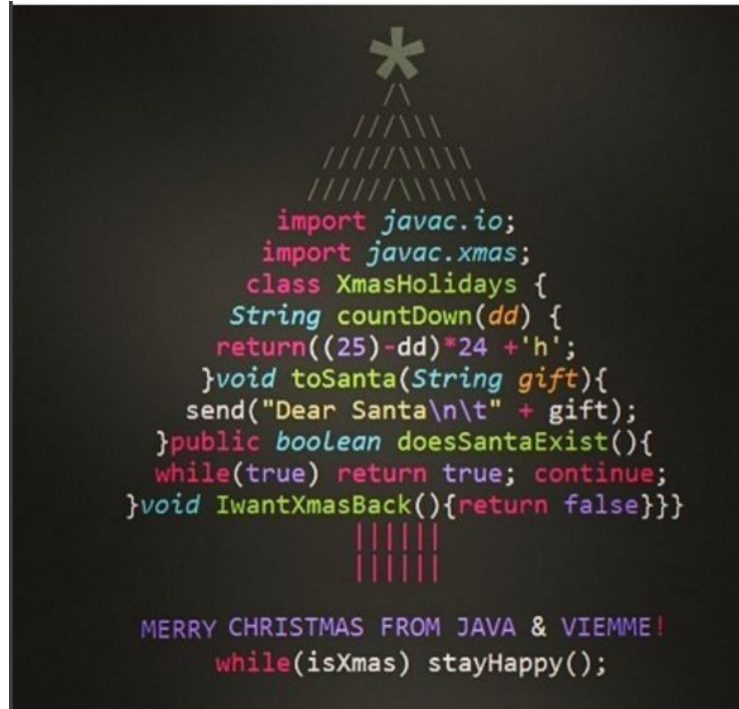 *
/\
///\\\
/////\\\\\
//////\\\\\\
import javac.io;
import javac.xmas;
class XmasHolidays {
String countDown(dd) {
return((25)-dd)*24 +'h';
}void toSanta(String gift){
send("Dear Santa\n\t" + gift);
}public boolean doesSantaExist(){
while(true) return true; continue;
}void IwantXmasBack(){return false}}}
||||||
||||||
MERRY CHRISTMAS FROM JAVA & VIEMME!
while(isXmas) stayHappy();